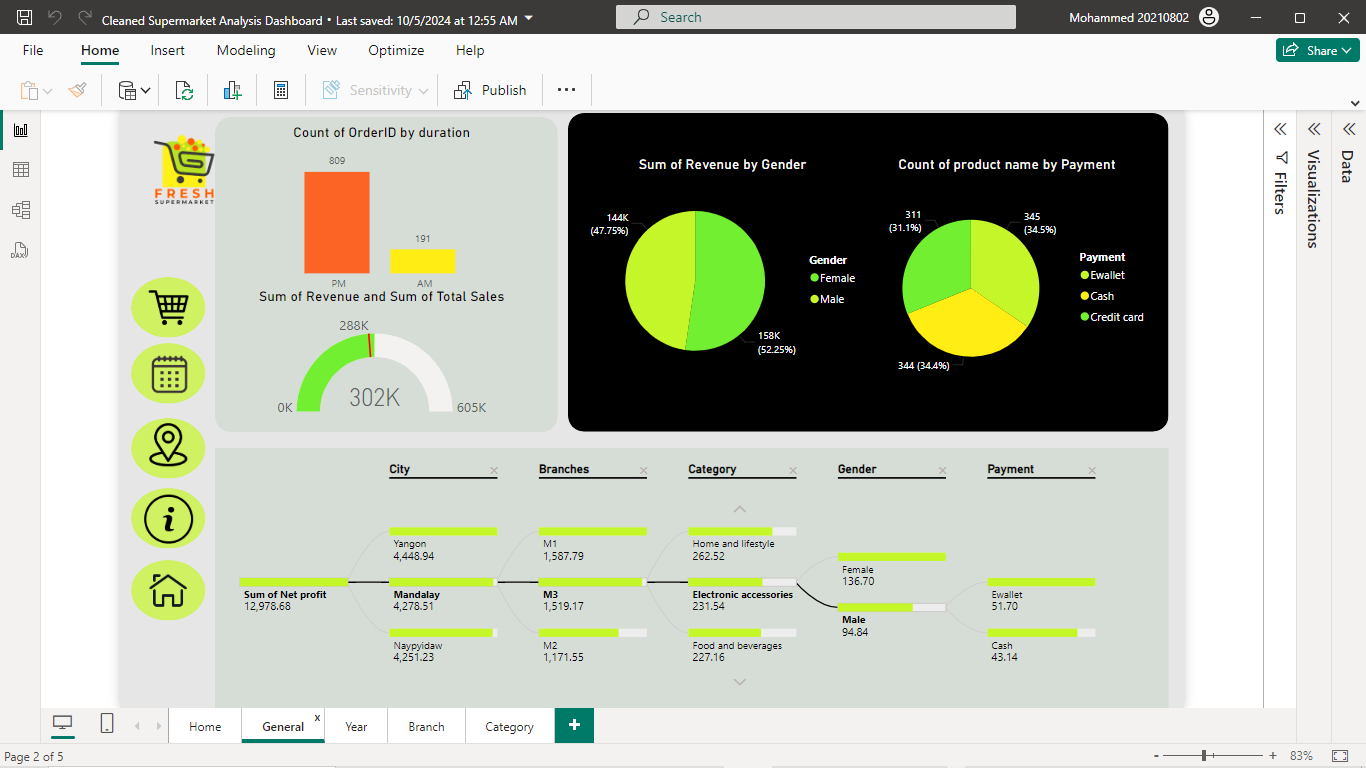 Cleaned Supermarket Analysis Dashboard • Last saved: 10/5/2024 at 12:55 AM
Search
Mohammed 20210802
File
Home
Insert
Modeling
View
Optimize
Help
Share
Sensitivity
Publish
FRESH
SUPERMARKET
Count of OrderID by duration
809
191
PM
AM
Sum of Revenue and Sum of Total Sales
288K
0K
302K
605K
Sum of Revenue by Gender
144K
(47.75%)
158K
(52.25%)
Gender
Female
Male
Count of product name by Payment
311
(31.1%)
345
(34.5%)
344 (34.4%)
Payment
Ewallet
Cash
Credit card
Filters
Visualizations
Data
DAX
City
Branches
Category
Gender
Payment
Sum of Net profit
12,978.68
Yangon
4,448.94
Mandalay
4,278.51
Naypyidaw
4,251.23
M1
1,587.79
M3
1,519.17
M2
1,171.55
Home and lifestyle
262.52
Electronic accessories
231.54
Food and beverages
227.16
Female
136.70
Male
94.84
Ewallet
51.70
Cash
43.14
Home
General
x
Year
Branch
Category
+
Page 2 of 5
- + 83%